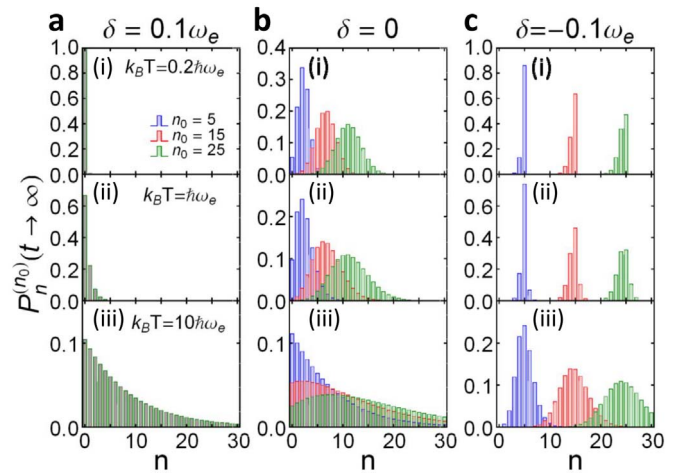 a δ = 0.1ωe b δ = 0 c δ=−0.1ωe
1.0 0.8 0.6 0.4 0.2 0.0
(i) kBT=0.2ħωe
n0 = 5
n0 = 15
n0 = 25
0.4 0.3 0.2 0.1 0.0
(i)
1.0 0.8 0.6 0.4 0.2 0.0
(i)
0.8 0.6 0.4 0.2 0.0
(ii) kBT=ħωe
0.2 0.1 0.0
(ii)
0.6 0.4 0.2 0.0
(ii)
0.1 0.0
(iii) kBT=10ħωe
0.1 0.0
(iii)
0.2 0.1 0.0
(iii)
Pn(n0)(t → ∞)
0 10 20 30 0 10 20 30 0 10 20 30
n n n